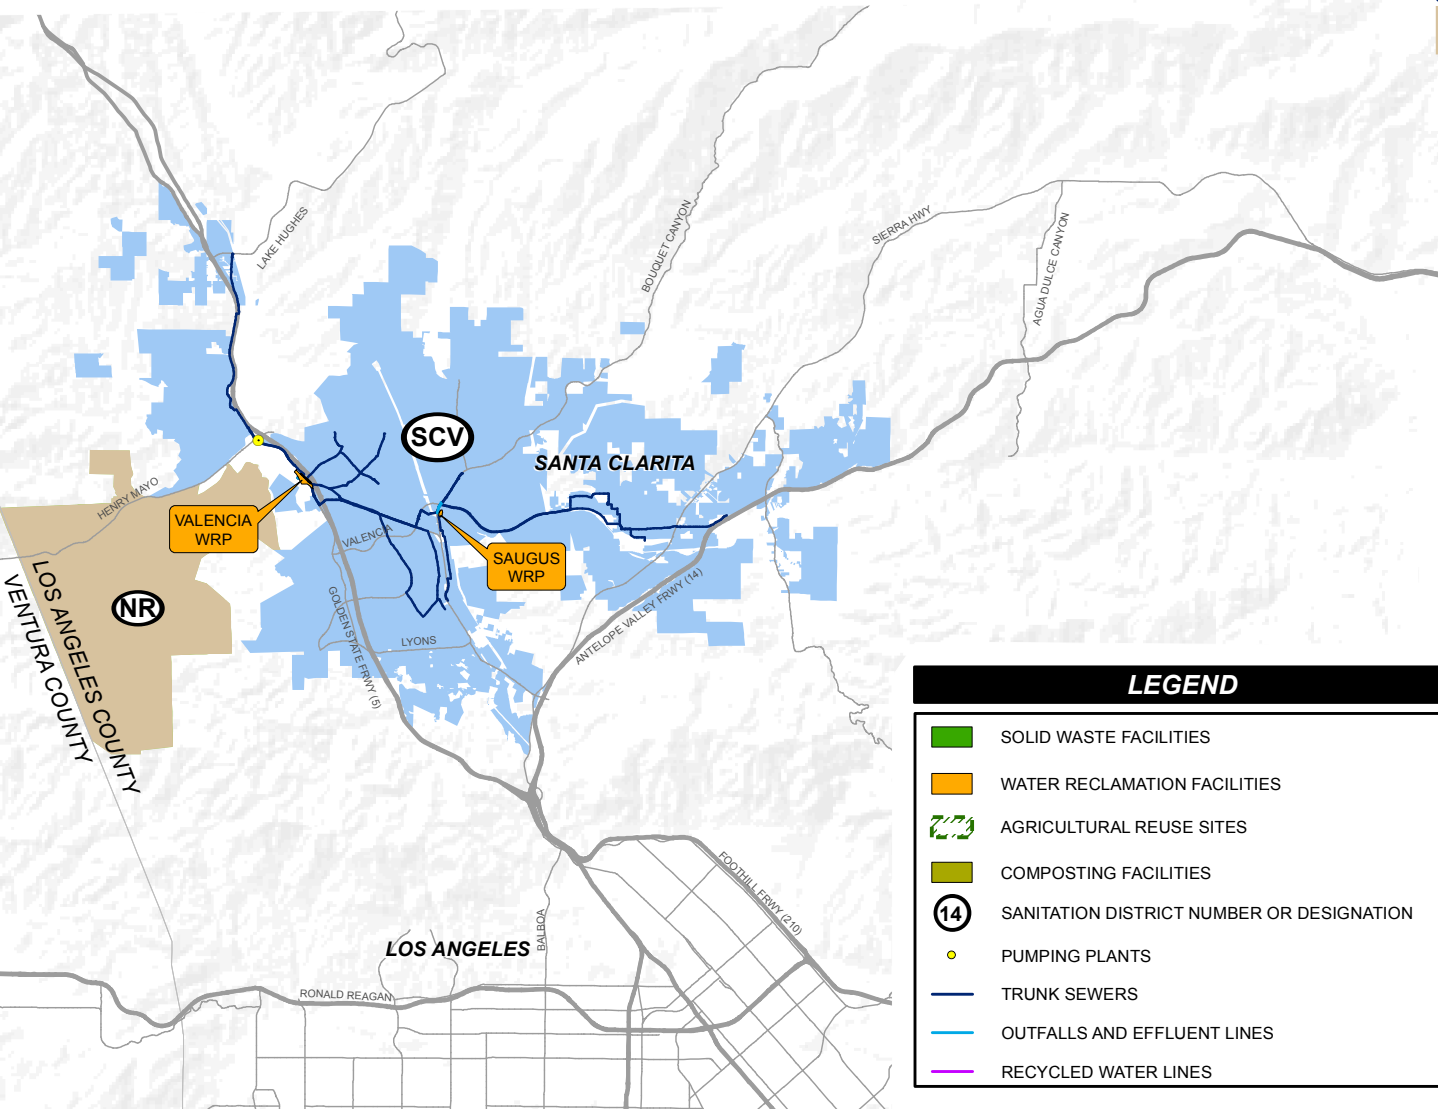 LAKE HUGHES
BOUQUET CANYON
SIERRA HWY
AGUA DULCE CANYON
SCV
SANTA CLARITA
HENRY MAYO
VALENCIA
WRP
VALENCIA
SAUGUS
WRP
NR
LOS ANGELES COUNTY
VENTURA COUNTY
GOLDEN STATE FRWY (5)
LYONS
ANTELOPE VALLEY FRWY (14)
FOOTHILL FRWY (210)
BALBOA
LOS ANGELES
RONALD REAGAN
LEGEND
SOLID WASTE FACILITIES
WATER RECLAMATION FACILITIES
AGRICULTURAL REUSE SITES
COMPOSTING FACILITIES
14 SANITATION DISTRICT NUMBER OR DESIGNATION
PUMPING PLANTS
TRUNK SEWERS
OUTFALLS AND EFFLUENT LINES
RECYCLED WATER LINES